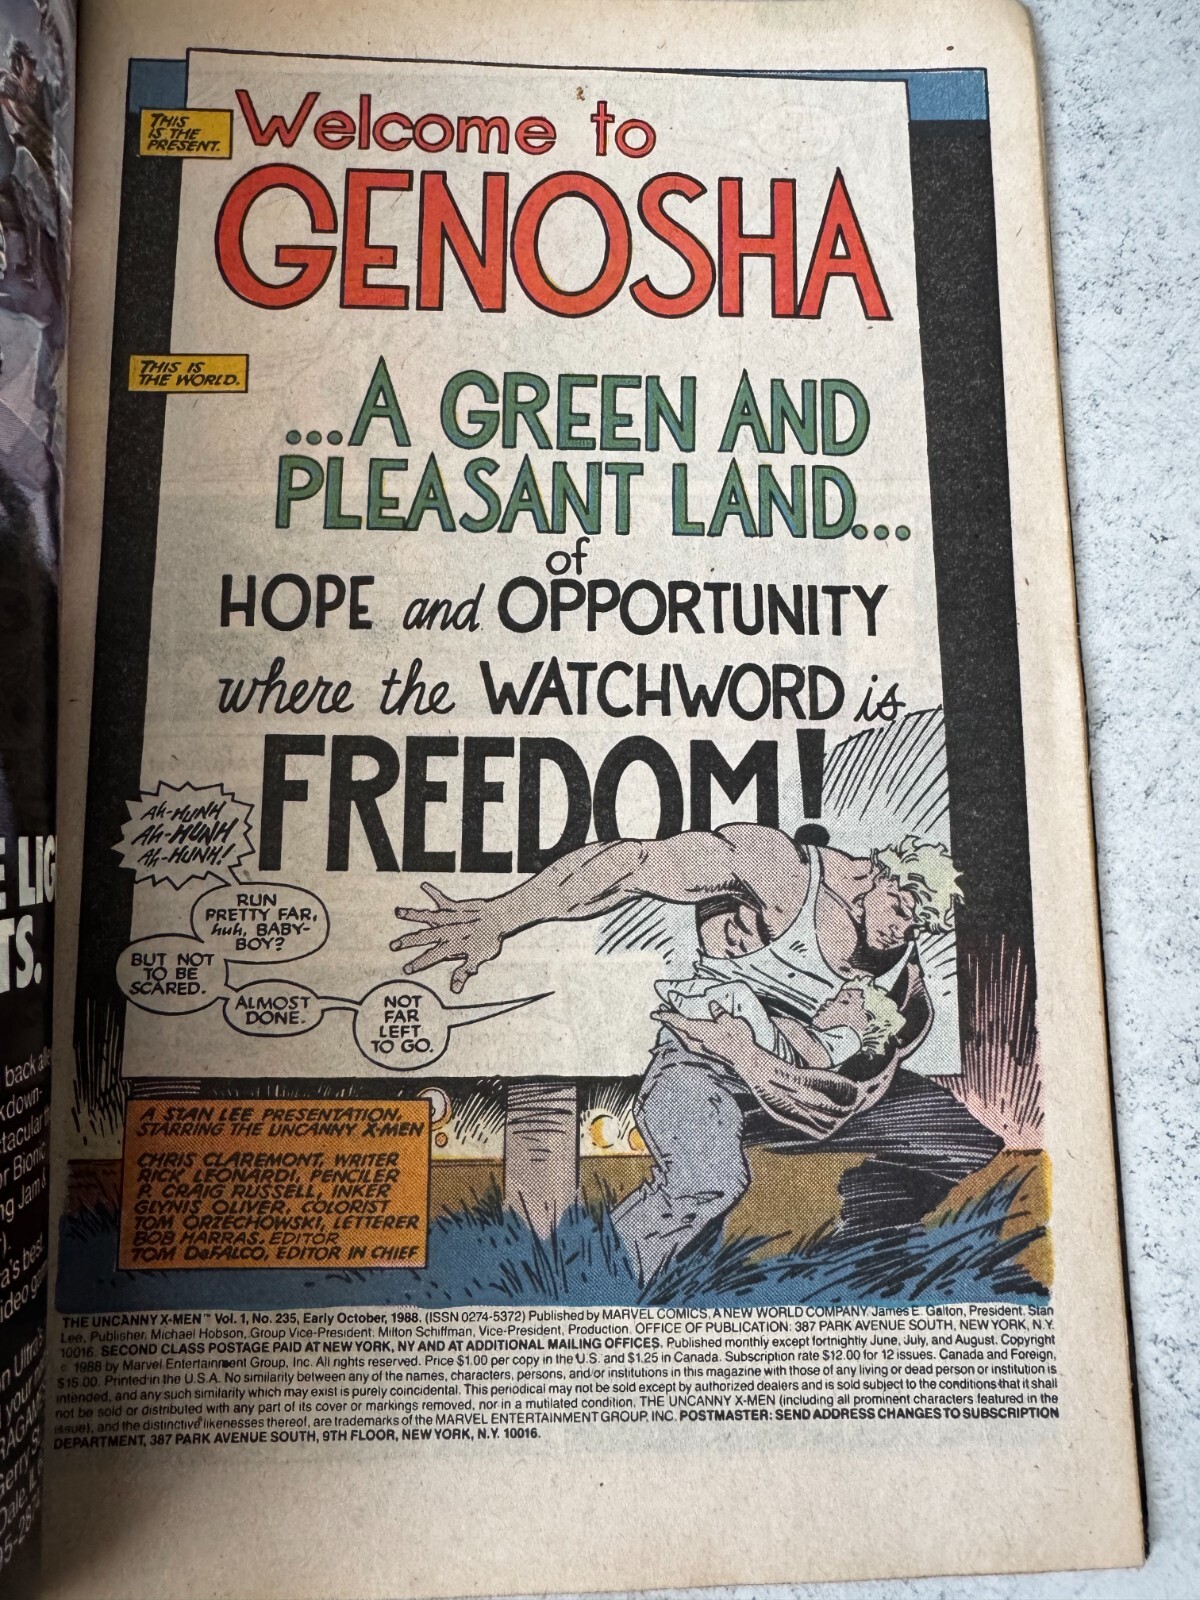 THIS
IS THE
PRESENT.
Welcome to
GENOSHA
THIS IS
THE WORLD.
...A GREEN AND
PLEASANT LAND...
of
HOPE and OPPORTUNITY
where the WATCHWORD is
FREEDOM!
AH-HUNH
AH-HUNH
AH-HUNH!
RUN
PRETTY FAR,
huh, BABY-
BOY?
BUT NOT
TO BE
SCARED.
ALMOST
DONE.
NOT
FAR
LEFT
TO GO.
A STAN LEE PRESENTATION,
STARRING THE UNCANNY X-MEN
CHRIS CLAREMONT, WRITER
RICK LEONARDI, PENCILER
P. CRAIG RUSSELL, INKER
GLYNIS OLIVER, COLORIST
TOM ORZECHOWSKI, LETTERER
BOB HARRAS, EDITOR
TOM DeFALCO, EDITOR IN CHIEF
THE UNCANNY X-MEN™ Vol. 1, No. 235, Early October, 1988. (ISSN 0274-5372) Published by MARVEL COMICS, A NEW WORLD COMPANY. James E. Galton, President. Stan
Lee, Publisher, Michael Hobson, Group Vice-President, Milton Schiffman, Vice-President, Production. OFFICE OF PUBLICATION: 387 PARK AVENUE SOUTH, NEW YORK, N.Y.
10016. SECOND CLASS POSTAGE PAID AT NEW YORK, NY AND AT ADDITIONAL MAILING OFFICES. Published monthly except fortnightly June, July, and August. Copyright
© 1988 by Marvel Entertainment Group, Inc. All rights reserved. Price $1.00 per copy in the U.S. and $1.25 in Canada. Subscription rate $12.00 for 12 issues. Canada and Foreign,
$15.00. Printed in the U.S.A. No similarity between any of the names, characters, persons, and/or institutions in this magazine with those of any living or dead person or institution is
intended, and any such similarity which may exist is purely coincidental. This periodical may not be sold except by authorized dealers and is sold subject to the conditions that it shall
not be sold or distributed with any part of its cover or markings removed, nor in a mutilated condition. THE UNCANNY X-MEN (including all prominent characters featured in the
issue), and the distinctive likenesses thereof, are trademarks of the MARVEL ENTERTAINMENT GROUP, INC. POSTMASTER: SEND ADDRESS CHANGES TO SUBSCRIPTION
DEPARTMENT, 387 PARK AVENUE SOUTH, 9TH FLOOR, NEW YORK, N.Y. 10016.